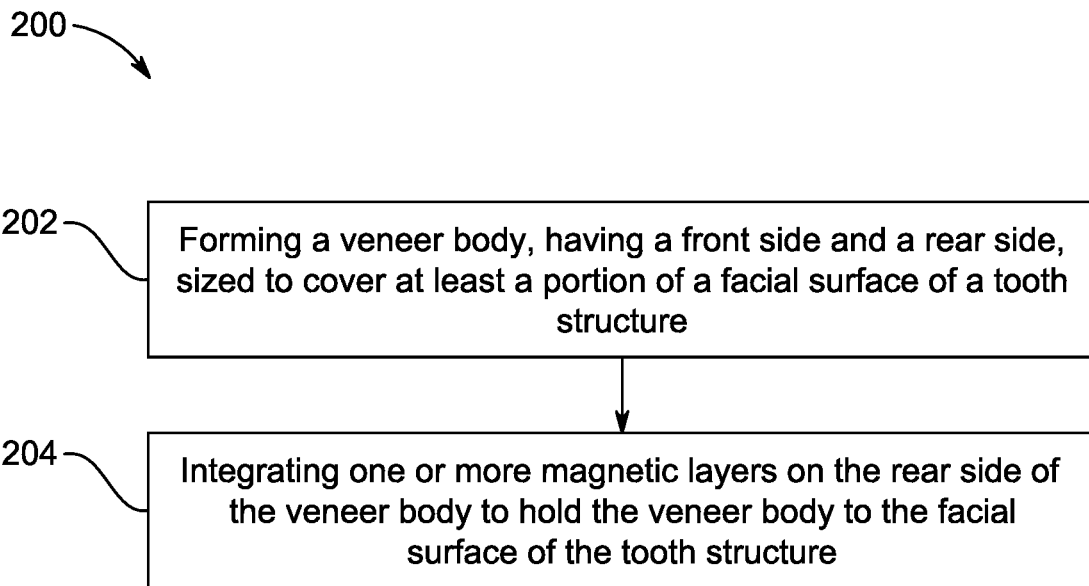 200
202
Forming a veneer body, having a front side and a rear side,
sized to cover at least a portion of a facial surface of a tooth
structure
204
Integrating one or more magnetic layers on the rear side of
the veneer body to hold the veneer body to the facial
surface of the tooth structure